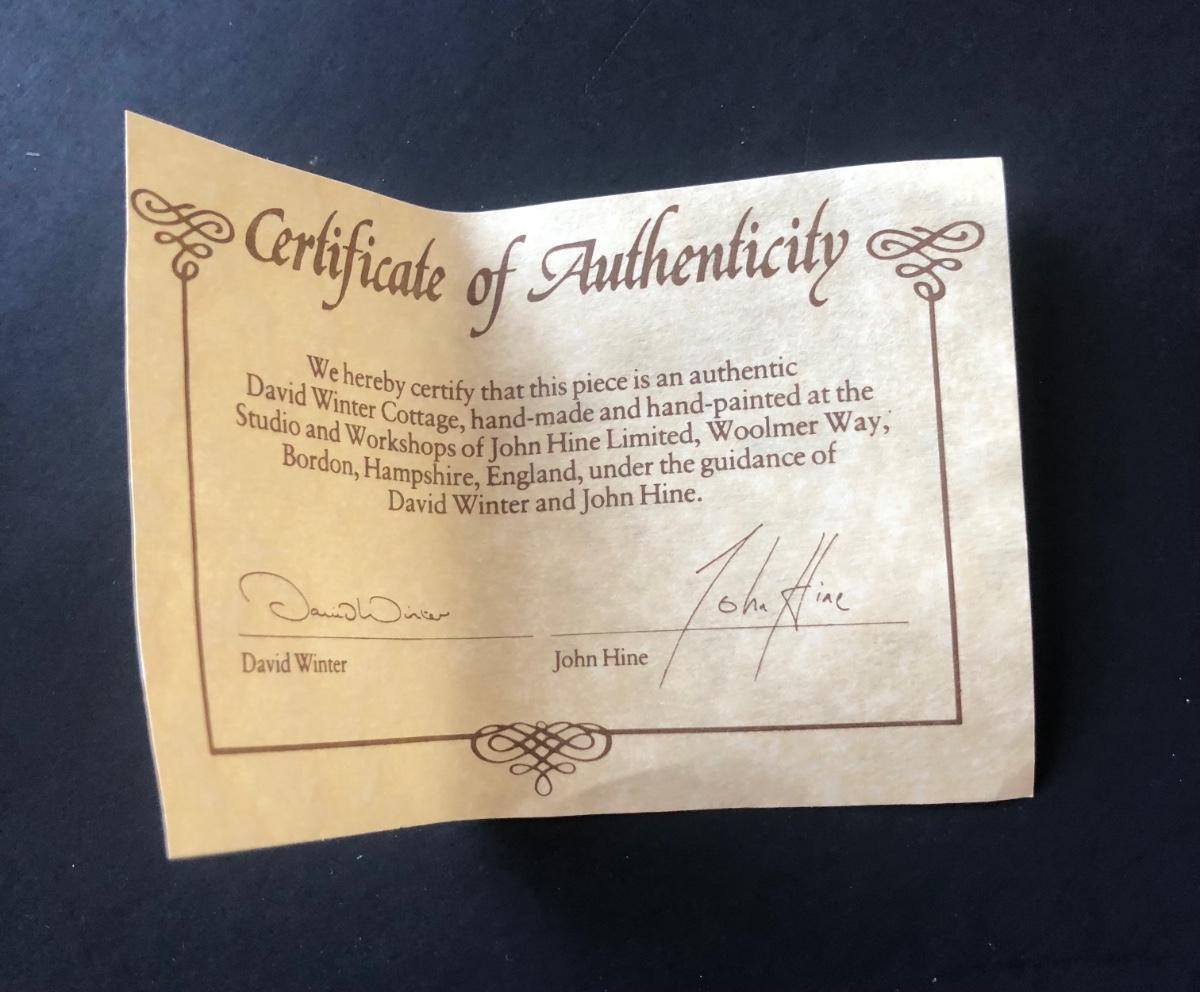 Certificate of Authenticity
We hereby certify that this piece is an authentic
David Winter Cottage, hand-made and hand-painted at the
Studio and Workshops of John Hine Limited, Woolmer Way,
Bordon, Hampshire, England, under the guidance of
David Winter and John Hine.
David Winter John Hine
David Winter John Hine